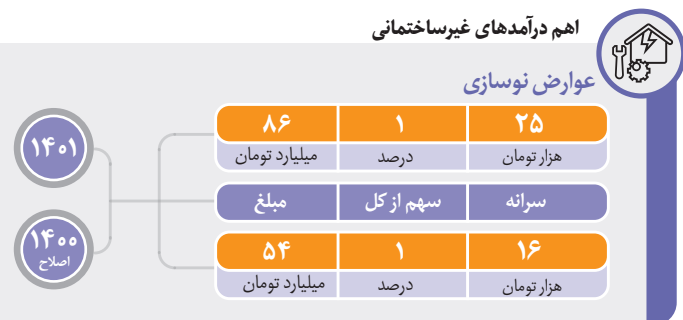 اهم درآمدهای غیرساختمانی
عوارض نوسازی
۲۵ ۱ ۸۶
هزار تومان درصد میلیارد تومان
۱۴۰۱
سرانه سهم از کل مبلغ
۱۶ ۱ ۵۴
هزار تومان درصد میلیارد تومان
۱۴۰۰
اصلاح